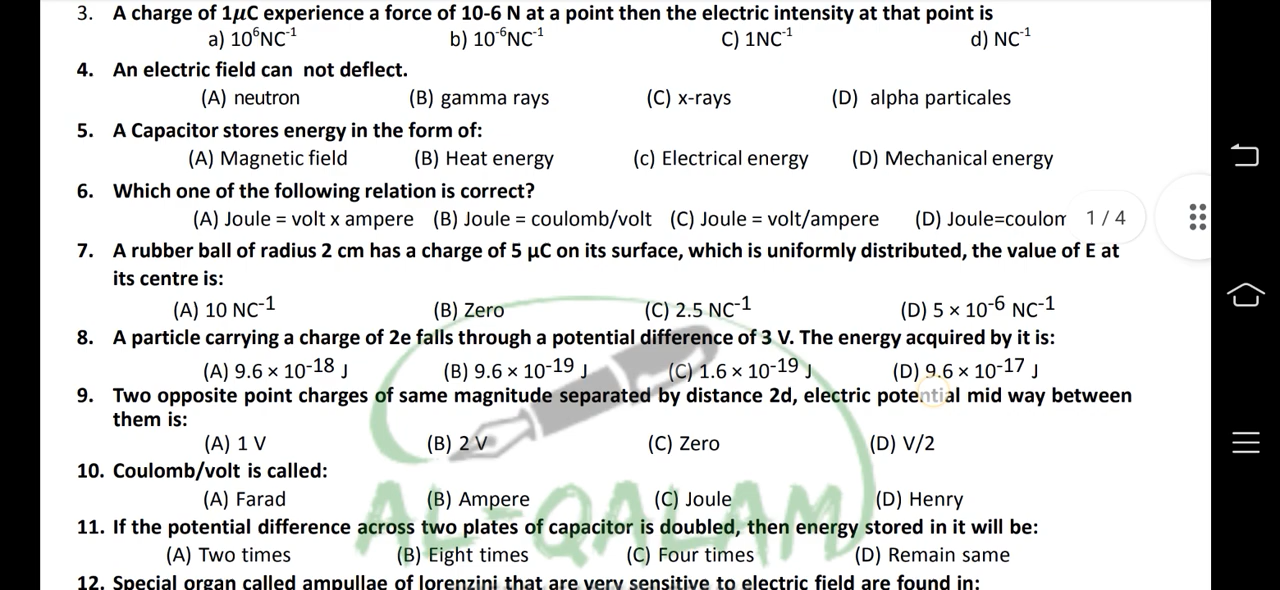 3. A charge of 1μC experience a force of 10-6 N at a point then the electric intensity at that point is
a) 10⁶NC⁻¹ b) 10⁻⁶NC⁻¹ C) 1NC⁻¹ d) NC⁻¹
4. An electric field can not deflect.
(A) neutron (B) gamma rays (C) x-rays (D) alpha particales
5. A Capacitor stores energy in the form of:
(A) Magnetic field (B) Heat energy (c) Electrical energy (D) Mechanical energy
6. Which one of the following relation is correct?
(A) Joule = volt x ampere (B) Joule = coulomb/volt (C) Joule = volt/ampere (D) Joule=coulom
1 / 4
7. A rubber ball of radius 2 cm has a charge of 5 μC on its surface, which is uniformly distributed, the value of E at
its centre is:
(A) 10 NC⁻¹ (B) Zero (C) 2.5 NC⁻¹ (D) 5 × 10⁻⁶ NC⁻¹
8. A particle carrying a charge of 2e falls through a potential difference of 3 V. The energy acquired by it is:
(A) 9.6 × 10⁻¹⁸ J (B) 9.6 × 10⁻¹⁹ J (C) 1.6 × 10⁻¹⁹ J (D) 9.6 × 10⁻¹⁷ J
9. Two opposite point charges of same magnitude separated by distance 2d, electric potential mid way between
them is:
(A) 1 V (B) 2 V (C) Zero (D) V/2
10. Coulomb/volt is called:
(A) Farad (B) Ampere (C) Joule (D) Henry
11. If the potential difference across two plates of capacitor is doubled, then energy stored in it will be:
(A) Two times (B) Eight times (C) Four times (D) Remain same
AL-QALAM
12. Special organ called ampullae of lorenzini that are very sensitive to electric field are found in: